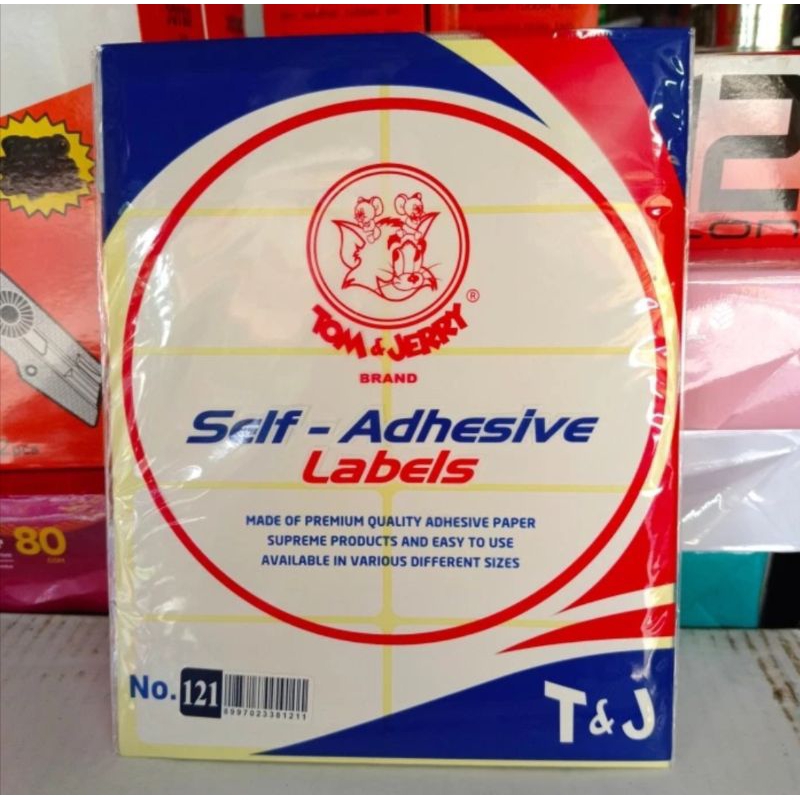 TOM & JERRY ®
BRAND
Self - Adhesive
Labels
MADE OF PREMIUM QUALITY ADHESIVE PAPER
SUPREME PRODUCTS AND EASY TO USE
AVAILABLE IN VARIOUS DIFFERENT SIZES
No. 121
8997023381211
T & J
80